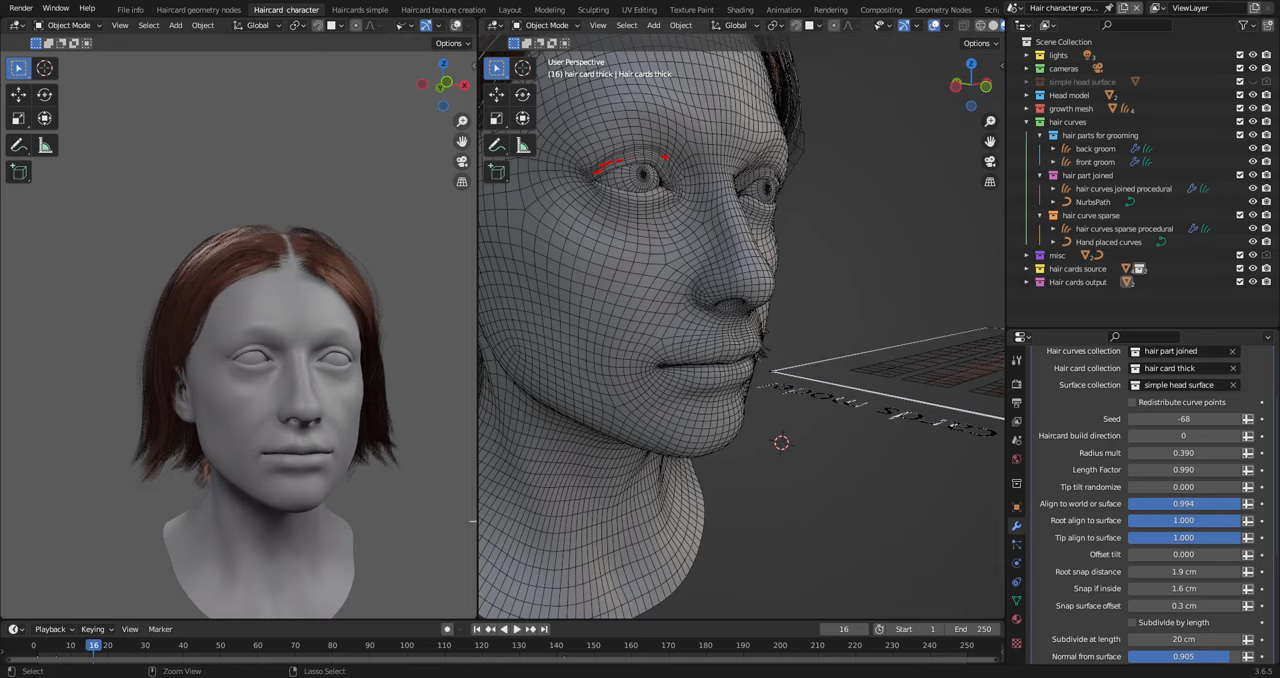 Render Window Help
File info Haircard geometry nodes Haircard character Haircards simple Haircard texture creation Layout Modeling Sculpting UV Editing Texture Paint Shading Animation Rendering Compositing Geometry Nodes
Hair character gro...
ViewLayer
Object Mode View Select Add Object Global
Object Mode View Select Add Object Global
Options
Options
Z
X
Y
User Perspective
(16) hair card thick | Hair cards thick
Z
Scene Collection
lights
3
cameras
simple head surface
Head model
2
growth mesh
4
hair curves
hair parts for grooming
back groom
front groom
hair part joined
hair curves joined procedural
NurbsPath
hair curve sparse
hair curves sparse procedural
Hand placed curves
misc
2
hair cards source
Hair cards output
2
Hair curves collection hair part joined
Hair card collection hair card thick
Surface collection simple head surface
Redistribute curve points
Seed -68
Haircard build direction 0
Radius mult 0.390
Length Factor 0.990
Tip tilt randomize 0.000
Align to world or suface 0.994
Root align to surface 1.000
Tip align to surface 1.000
Offset tilt 0.000
Root snap distance 1.9 cm
Snap if inside 1.6 cm
Snap surface offset 0.3 cm
Subdivide by length
Subdivide at length 20 cm
Normal from surface 0.905
Playback Keying View Marker
16 Start 1 End 250
0 10 16 20 30 40 50 60 70 80 90 100 110 120 130 140 150 160 170 180 190 200 210 220 230 240 250
Select Zoom View Lasso Select
3.6.5